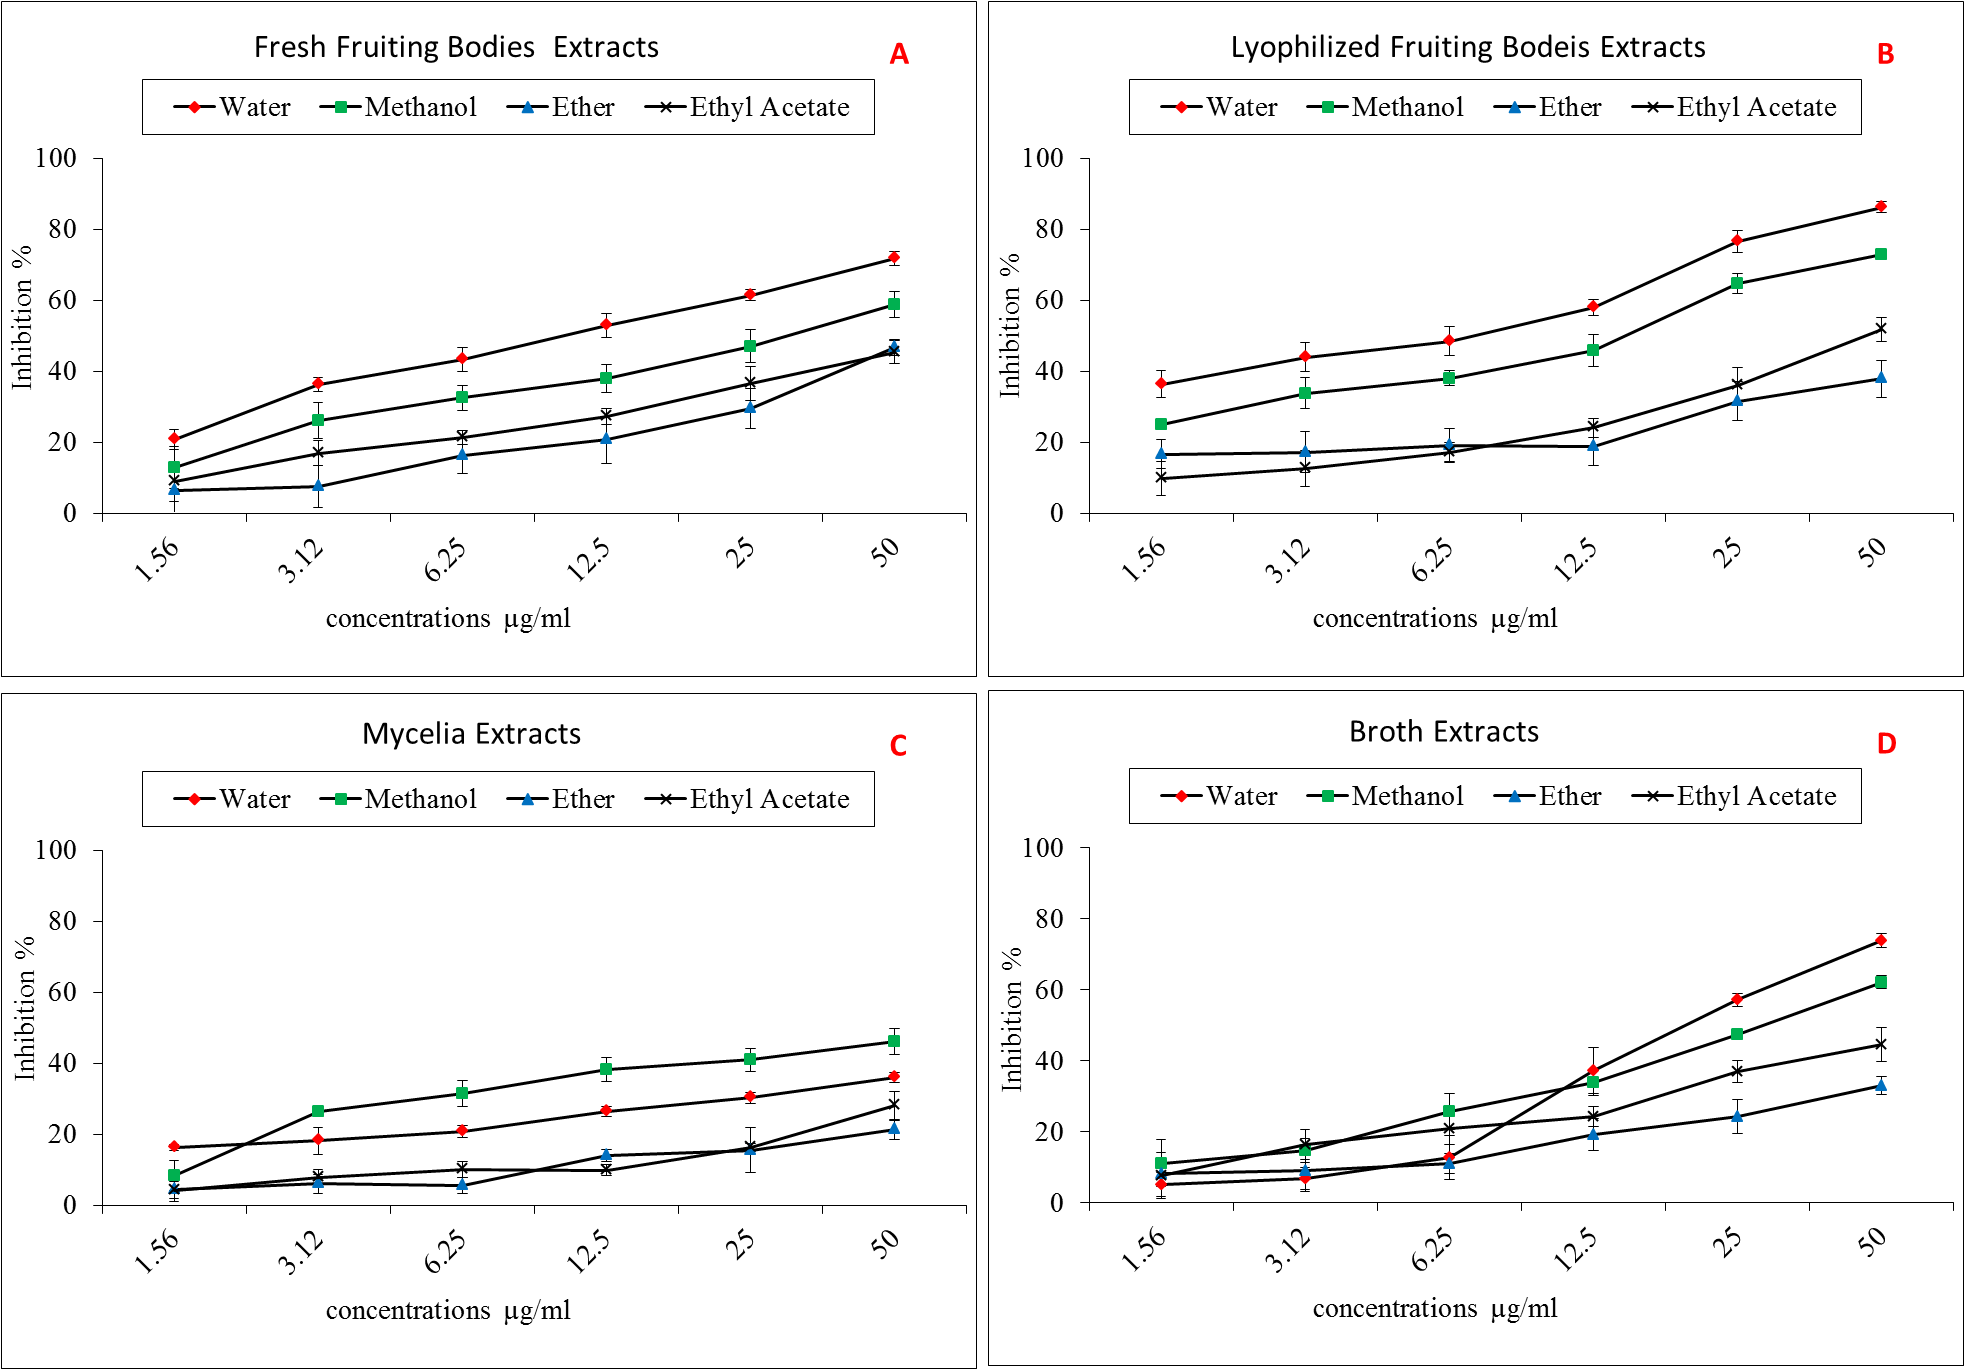 Fresh Fruiting Bodies Extracts
A
Water Methanol Ether Ethyl Acetate
100
80
60
40
20
0
Inhibition %
1.56 3.12 6.25 12.5 25 50
concentrations µg/ml
Lyophilized Fruiting Bodeis Extracts
B
Water Methanol Ether Ethyl Acetate
100
80
60
40
20
0
Inhibition %
1.56 3.12 6.25 12.5 25 50
concentrations µg/ml
Mycelia Extracts
C
Water Methanol Ether Ethyl Acetate
100
80
60
40
20
0
Inhibition %
1.56 3.12 6.25 12.5 25 50
concentrations µg/ml
Broth Extracts
D
Water Methanol Ether Ethyl Acetate
100
80
60
40
20
0
Inhibition %
1.56 3.12 6.25 12.5 25 50
concentrations µg/ml